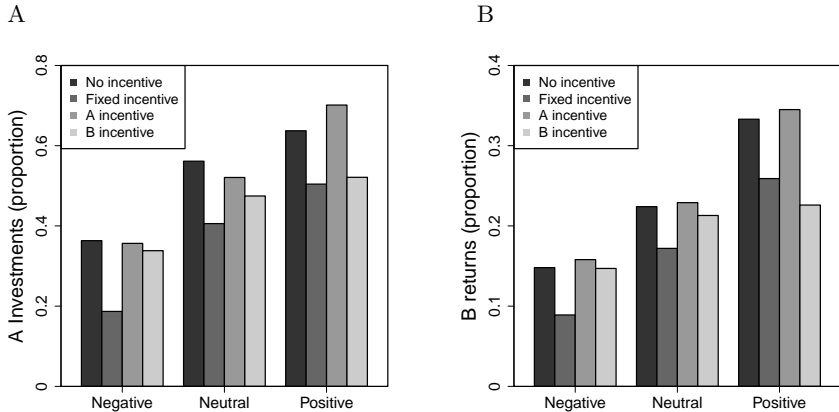 A
A Investments (proportion)
0.8
0.6
0.4
0.2
0
No incentive
Fixed incentive
A incentive
B incentive
Negative
Neutral
Positive
B
B returns (proportion)
0.4
0.3
0.2
0.1
0
No incentive
Fixed incentive
A incentive
B incentive
Negative
Neutral
Positive